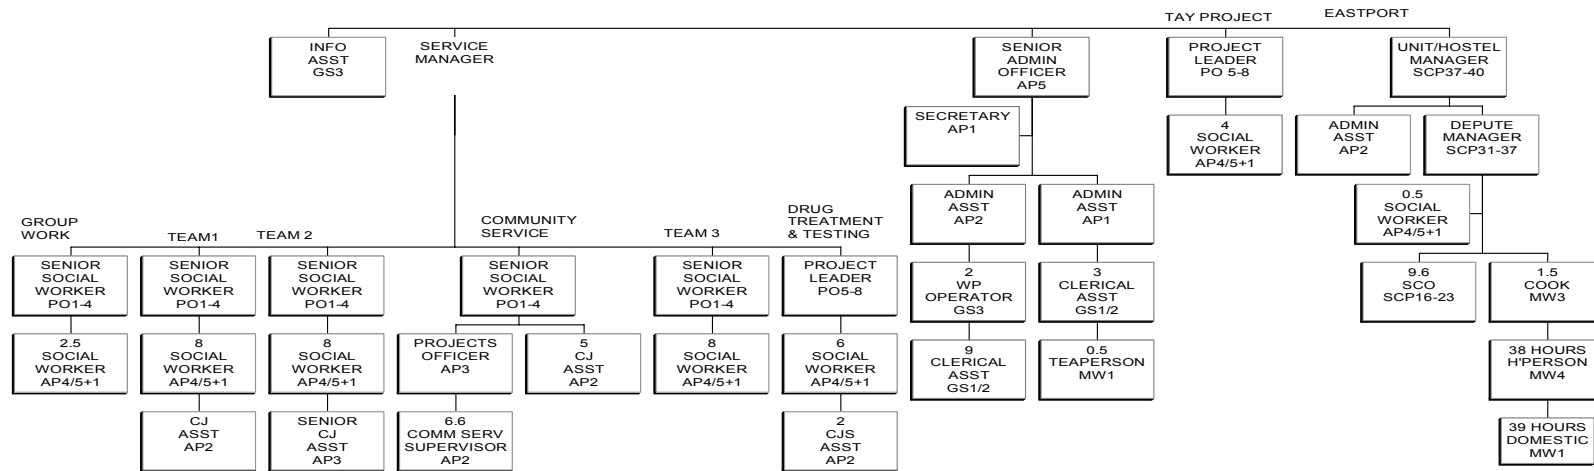 TAY PROJECT
EASTPORT
INFO
ASST
GS3
SERVICE
MANAGER
SENIOR
ADMIN
OFFICER
AP5
PROJECT
LEADER
PO 5-8
UNIT/HOSTEL
MANAGER
SCP37-40
SECRETARY
AP1
4
SOCIAL
WORKER
AP4/5+1
ADMIN
ASST
AP2
DEPUTE
MANAGER
SCP31-37
ADMIN
ASST
AP2
ADMIN
ASST
AP1
0.5
SOCIAL
WORKER
AP4/5+1
GROUP
WORK
TEAM1
TEAM 2
COMMUNITY
SERVICE
TEAM 3
DRUG
TREATMENT
& TESTING
SENIOR
SOCIAL
WORKER
PO1-4
SENIOR
SOCIAL
WORKER
PO1-4
SENIOR
SOCIAL
WORKER
PO1-4
SENIOR
SOCIAL
WORKER
PO1-4
SENIOR
SOCIAL
WORKER
PO1-4
PROJECT
LEADER
PO5-8
2
WP
OPERATOR
GS3
3
CLERICAL
ASST
GS1/2
9.6
SCO
SCP16-23
1.5
COOK
MW3
2.5
SOCIAL
WORKER
AP4/5+1
8
SOCIAL
WORKER
AP4/5+1
8
SOCIAL
WORKER
AP4/5+1
PROJECTS
OFFICER
AP3
5
CJ
ASST
AP2
8
SOCIAL
WORKER
AP4/5+1
6
SOCIAL
WORKER
AP4/5+1
9
CLERICAL
ASST
GS1/2
0.5
TEAPERSON
MW1
38 HOURS
H'PERSON
MW4
CJ
ASST
AP2
SENIOR
CJ
ASST
AP3
6.6
COMM SERV
SUPERVISOR
AP2
2
CJS
ASST
AP2
39 HOURS
DOMESTIC
MW1